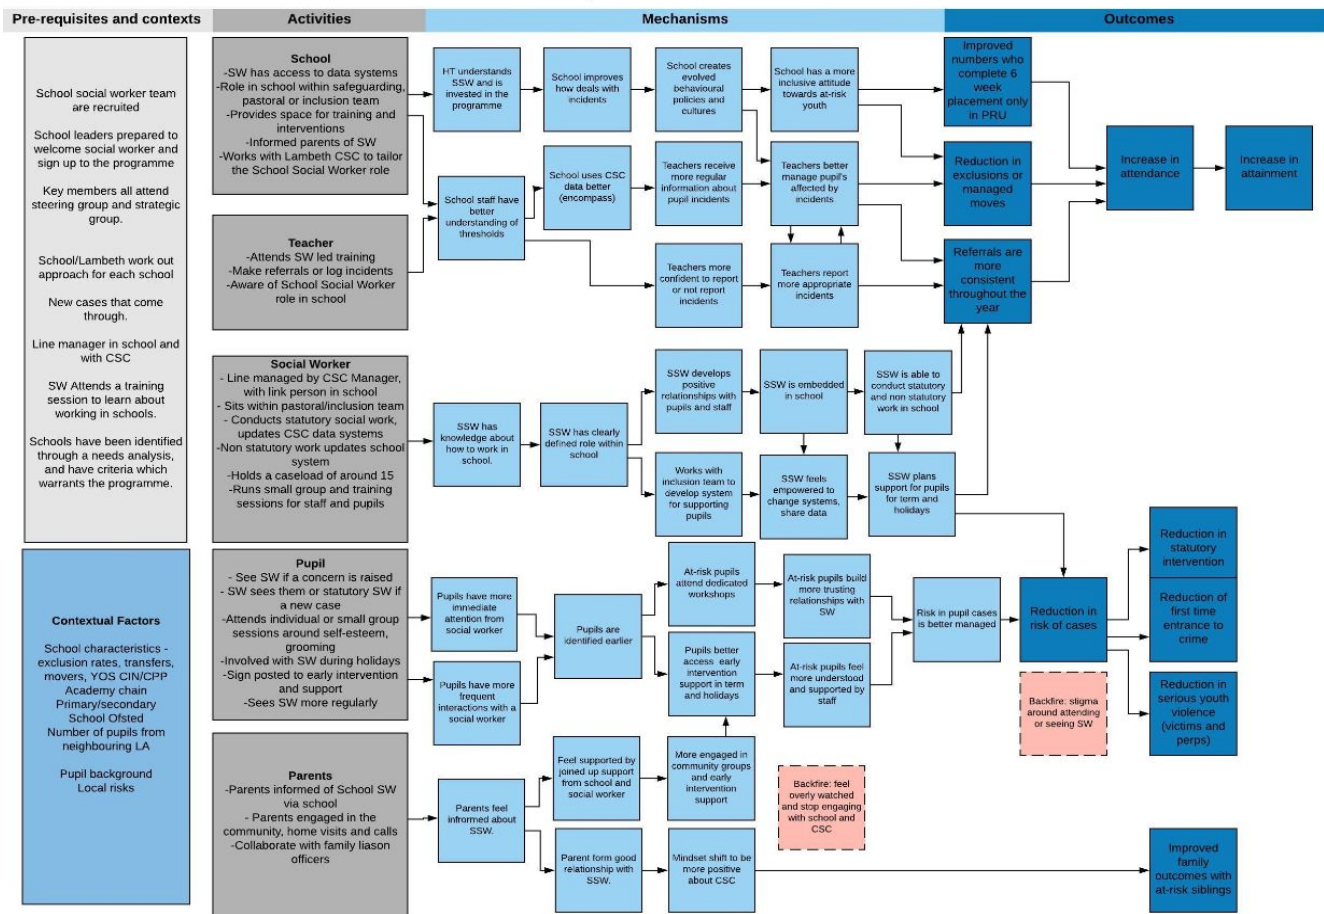 Pre-requisites and contexts
Activities
Mechanisms
Outcomes
School social worker team
are recruited
School leaders prepared to
welcome social worker and
sign up to the programme
Key members all attend
steering group and strategic
group.
School/Lambeth work out
approach for each school
New cases that come
through.
Line manager in school and
with CSC
SW Attends a training
session to learn about
working in schools.
Schools have been identified
through a needs analysis,
and have criteria which
warrants the programme.
Contextual Factors
School characteristics -
exclusion rates, transfers,
movers, YOS CIN/CPP
Academy chain
Primary/secondary
School Ofsted
Number of pupils from
neighbouring LA
Pupil background
Local risks
School
-SW has access to data systems
-Role in school within safeguarding,
pastoral or inclusion team
-Provides space for training and
interventions
-Informed parents of SW
-Works with Lambeth CSC to tailor
the School Social Worker role
Teacher
-Attends SW led training
-Make referrals or log incidents
-Aware of School Social Worker
role in school
Social Worker
- Line managed by CSC Manager,
with link person in school
- Sits within pastoral/inclusion team
- Conducts statutory social work,
updates CSC data systems
-Non statutory work updates school
system
-Holds a caseload of around 15
-Runs small group and training
sessions for staff and pupils
Pupil
- See SW if a concern is raised
- SW sees them or statutory SW if
a new case
-Attends individual or small group
sessions around self-esteem,
grooming
-Involved with SW during holidays
-Sign posted to early intervention
and support
-Sees SW more regularly
Parents
-Parents informed of School SW
via school
- Parents engaged in the
community, home visits and calls
-Collaborate with family liason
officers
HT understands
SSW and is
invested in the
programme
School improves
how deals with
incidents
School creates
evolved
behavioural
policies and
cultures
School has a more
inclusive attitude
towards at-risk
youth
Improved
numbers who
complete 6
week
placement only
in PRU
School staff have
better
understanding of
thresholds
School uses CSC
data better
(encompass)
Teachers receive
more regular
information about
pupil incidents
Teachers better
manage pupil's
affected by
incidents
Reduction in
exclusions or
managed
moves
Increase in
attendance
Increase in
attainment
Teachers more
confident to report
or not report
incidents
Teachers report
more appropriate
incidents
Referrals are
more
consistent
throughout the
year
SSW has
knowledge about
how to work in
school.
SSW has clearly
defined role within
school
SSW develops
positive
relationships with
pupils and staff
SSW is embedded
in school
SSW is able to
conduct statutory
and non statutory
work in school
Works with
inclusion team to
develop system
for supporting
pupils
SSW feels
empowered to
change systems,
share data
SSW plans
support for pupils
for term and
holidays
Pupils have more
immediate
attention from
social worker
Pupils have more
frequent
interactions with a
social worker
Pupils are
identified earlier
At-risk pupils
attend dedicated
workshops
At-risk pupils build
more trusting
relationships with
SW
Pupils better
access early
intervention
support in term
and holidays
At-risk pupils feel
more understood
and supported by
staff
Risk in pupil cases
is better managed
Reduction in
risk of cases
Reduction in
statutory
intervention
Reduction of
first time
entrance to
crime
Reduction in
serious youth
violence
(victims and
perps)
Backfire: stigma
around attending
or seeing SW
Parents feel
infrormed about
SSW.
Feel supported by
joined up support
from school and
social worker
More engaged in
community groups
and early
intervention
support
Backfire: feel
overly watched
and stop engaging
with school and
CSC
Parent form good
relationship with
SSW.
Mindset shift to be
more positive
about CSC
Improved
family
outcomes with
at-risk siblings